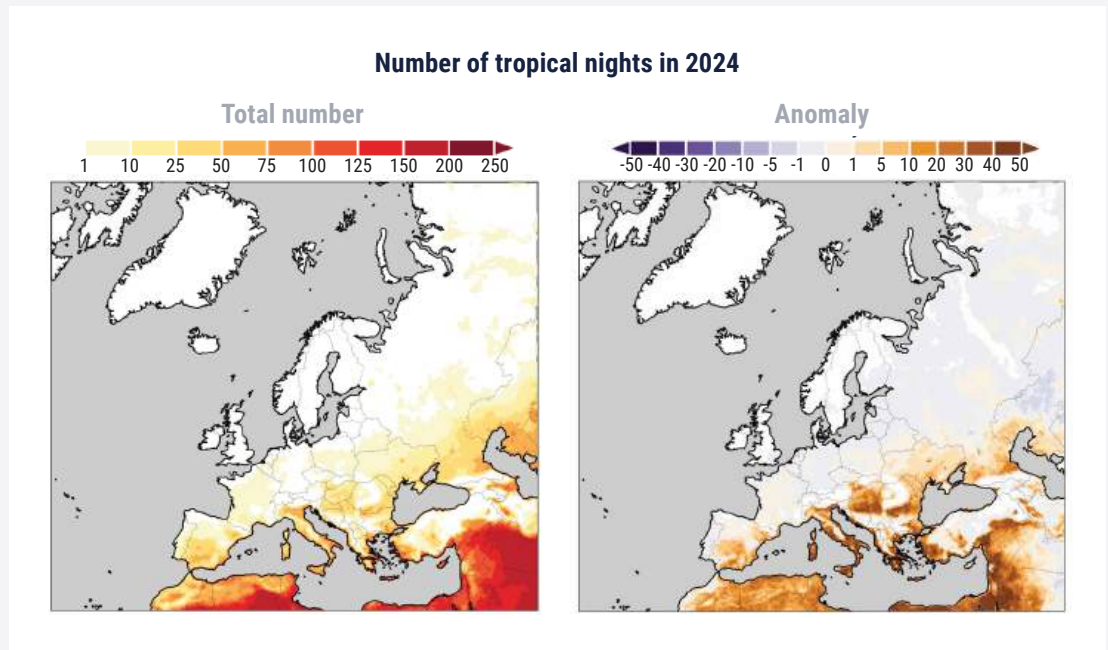 Number of tropical nights in 2024
Total number
Anomaly
1 10 25 50 75 100 125 150 200 250
-50 -40 -30 -20 -10 -5 -1 0 1 5 10 20 30 40 50